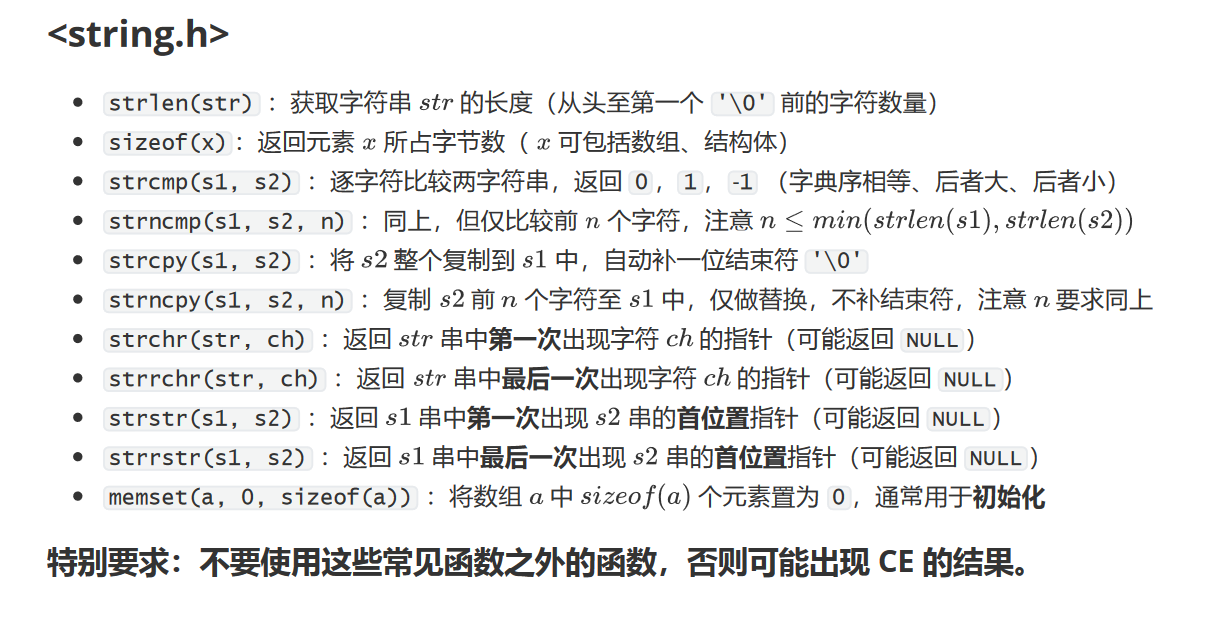 <string.h>
• strlen(str) ：获取字符串 str 的长度（从头至第一个 '\0' 前的字符数量）
• sizeof(x)：返回元素 x 所占字节数（ x 可包括数组、结构体）
• strcmp(s1, s2) ：逐字符比较两字符串，返回 0 ， 1 ， -1 （字典序相等、后者大、后者小）
• strncmp(s1, s2, n) ：同上，但仅比较前 n 个字符，注意 n ≤ min(strlen(s1), strlen(s2))
• strcpy(s1, s2) ：将 s2 整个复制到 s1 中，自动补一位结束符 '\0'
• strncpy(s1, s2, n) ：复制 s2 前 n 个字符至 s1 中，仅做替换，不补结束符，注意 n 要求同上
• strchr(str, ch) ：返回 str 串中第一次出现字符 ch 的指针（可能返回 NULL ）
• strrchr(str, ch) ：返回 str 串中最后一次出现字符 ch 的指针（可能返回 NULL ）
• strstr(s1, s2) ：返回 s1 串中第一次出现 s2 串的首位置指针（可能返回 NULL ）
• strrstr(s1, s2) ：返回 s1 串中最后一次出现 s2 串的首位置指针（可能返回 NULL ）
• memset(a, 0, sizeof(a)) ：将数组 a 中 sizeof(a) 个元素置为 0 ，通常用于初始化
特别要求：不要使用这些常见函数之外的函数，否则可能出现 CE 的结果。